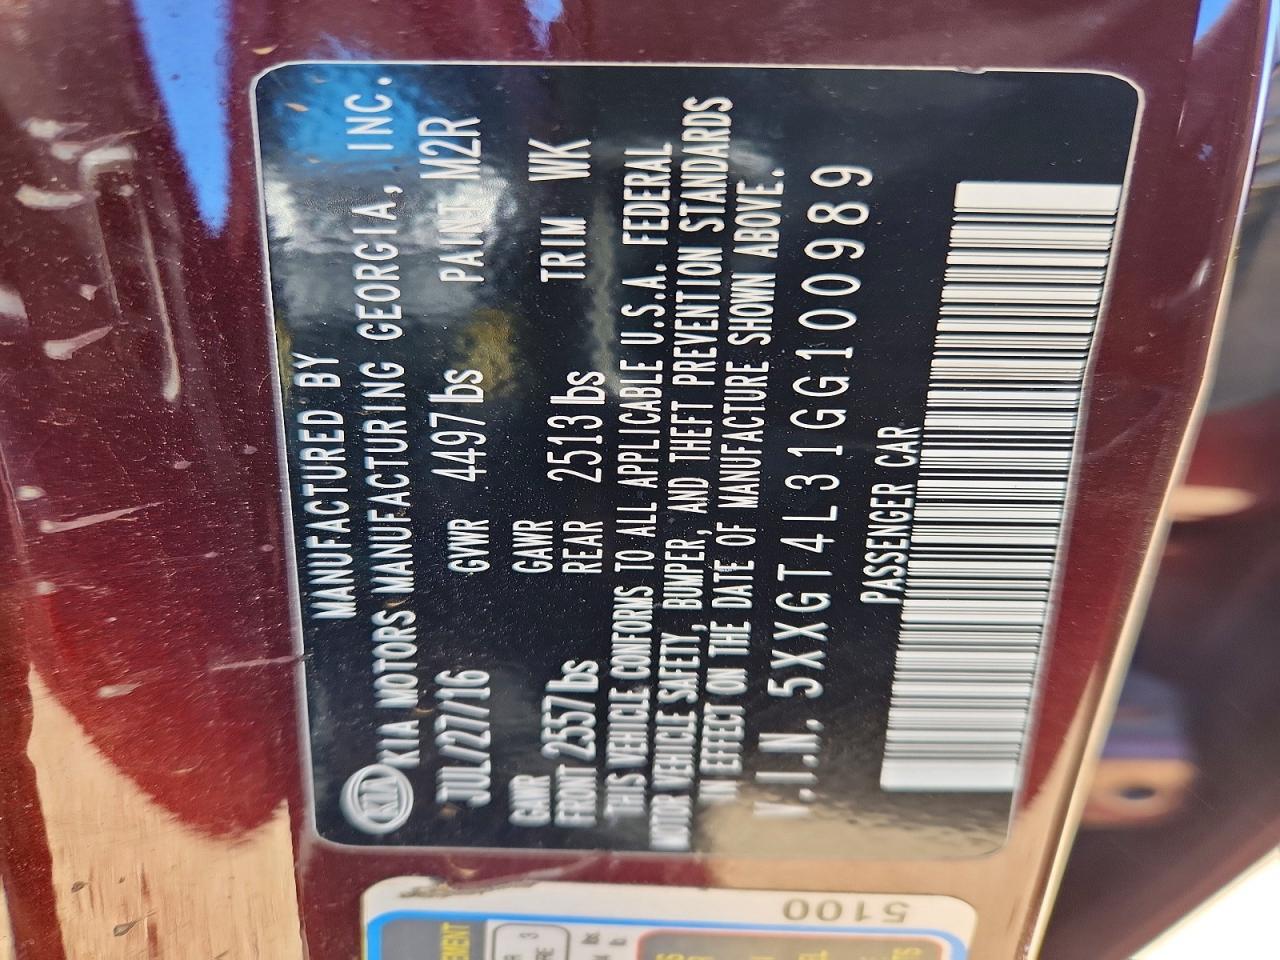 MANUFACTURED BY
KIA KIA MOTORS MANUFACTURING GEORGIA, INC.
JUL/27/16 GVWR 4497 lbs PAINT M2R
GAWR FRONT 2557 lbs GAWR REAR 2513 lbs TRIM WK
THIS VEHICLE CONFORMS TO ALL APPLICABLE U.S.A. FEDERAL
MOTOR VEHICLE SAFETY, BUMPER, AND THEFT PREVENTION STANDARDS
IN EFFECT ON THE DATE OF MANUFACTURE SHOWN ABOVE.
V.I.N. 5XXGT4L31GG100989
PASSENGER CAR
5100